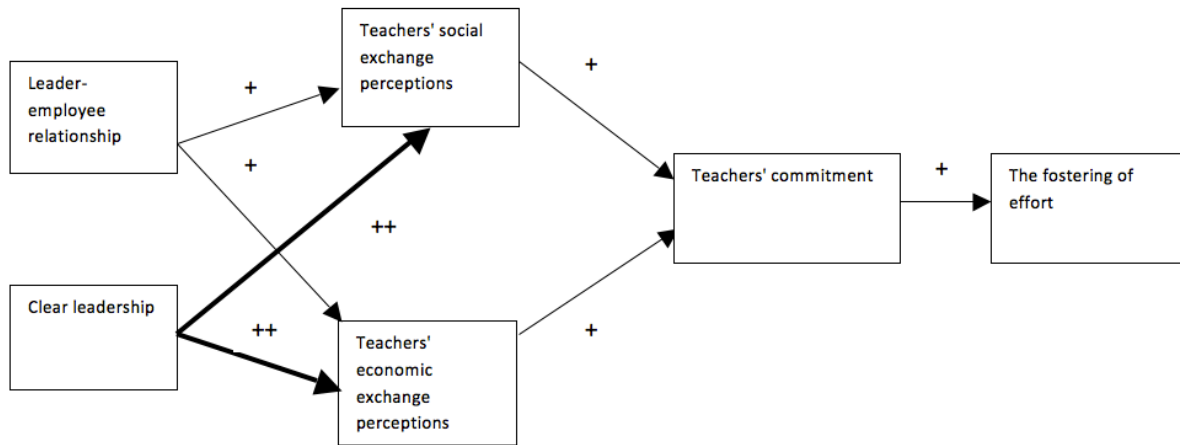 Leader-
employee
relationship
+
+
Teachers' social
exchange
perceptions
+
++
Clear leadership
++
Teachers'
economic
exchange
perceptions
+
Teachers' commitment
+
The fostering of
effort